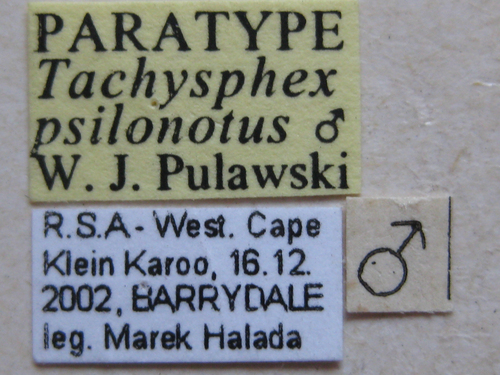 PARATYPE
Tachysphex
psilonotus ♂
W. J. Pulawski
R.S.A - West. Cape
Klein Karoo, 16.12.
2002, BARRYDALE
leg. Marek Halada
♂